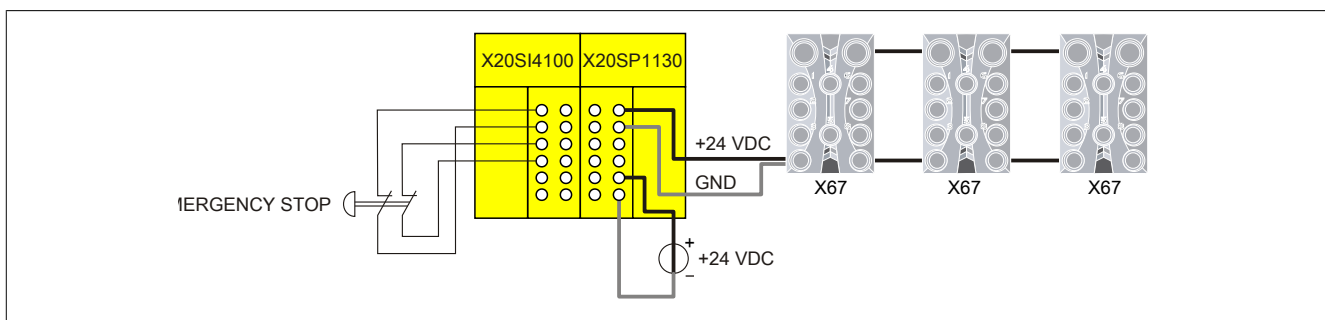 X20SI4100 X20SP1130
+24 VDC
GND
X67 X67 X67
MERGENCY STOP
+
+24 VDC
–